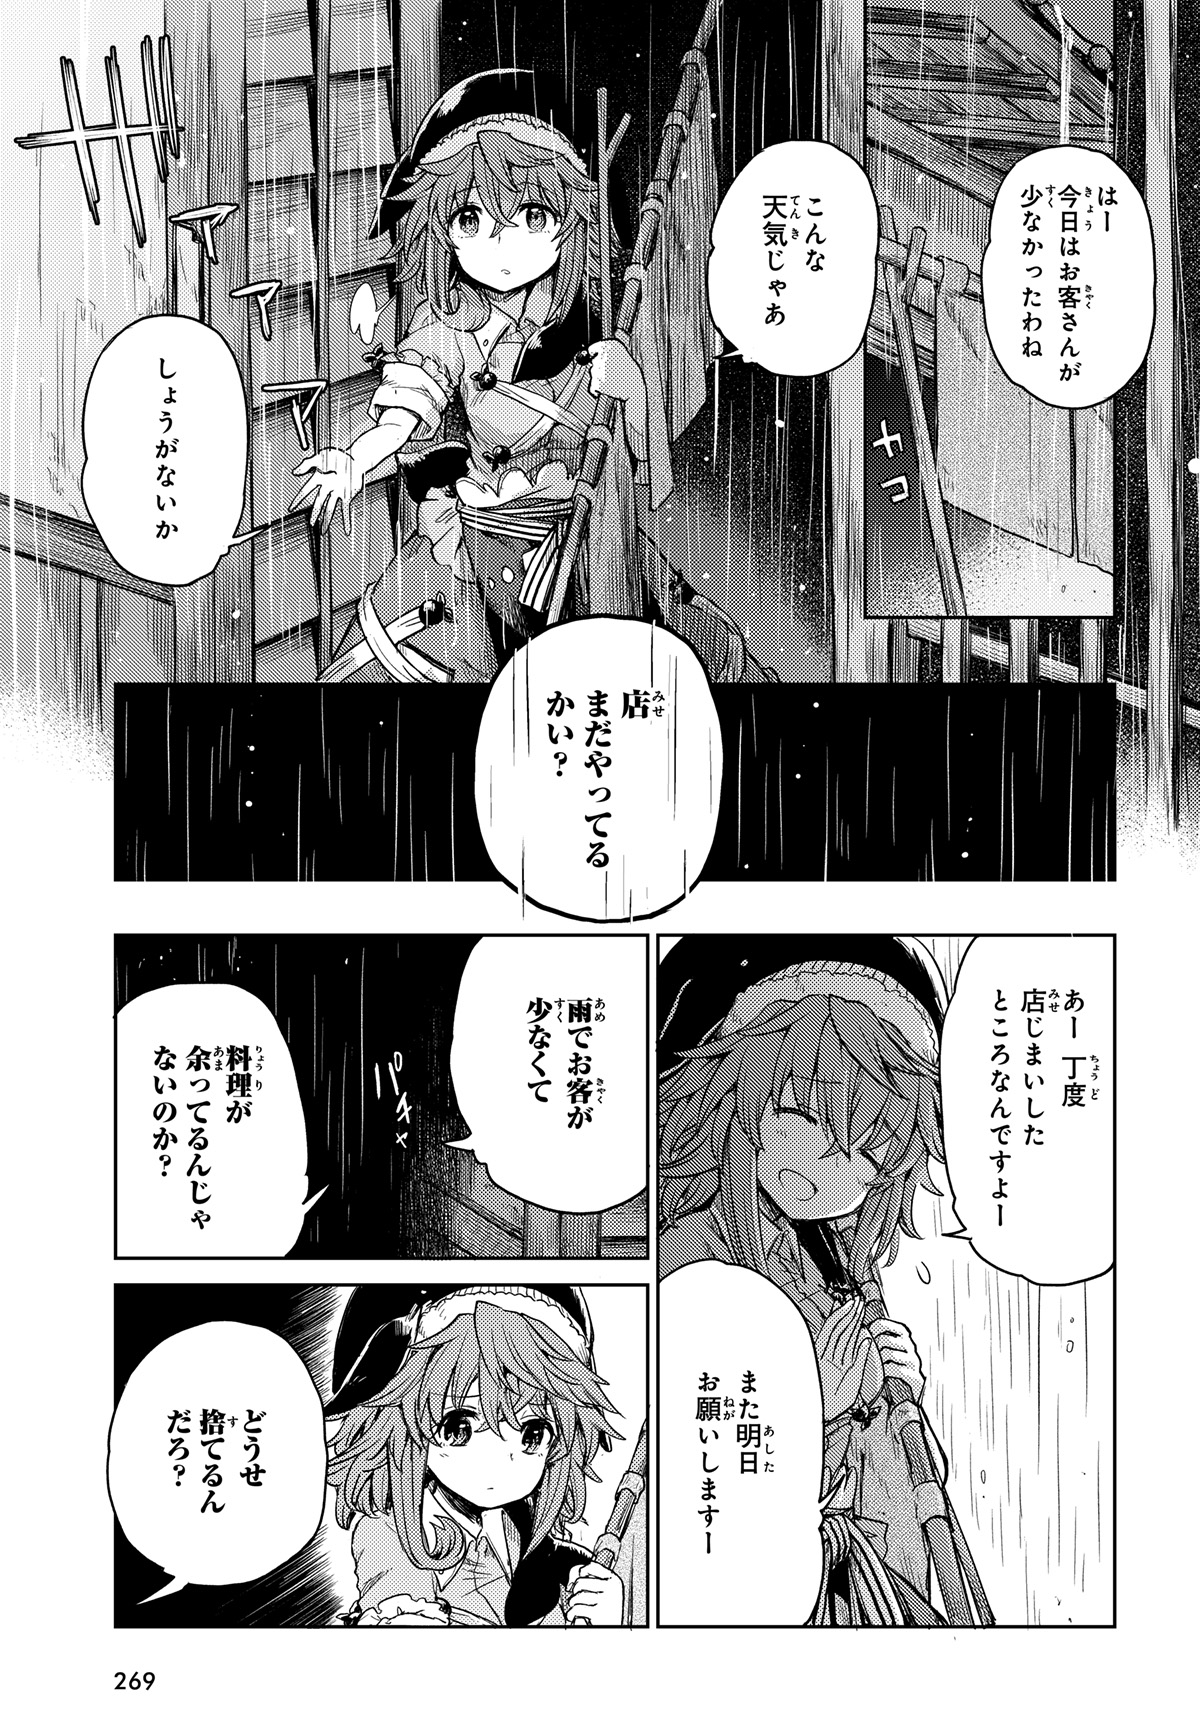 はー
今日はお客さんが
少なかったわね
カコ
こんな
天気じゃあ
ザアアア
しょうがないか
店
まだやってる
かい?
あー 丁度
店じまいした
ところなんですよー
また明日
お願いしますー
雨でお客が
少なくて
パチャ
料理が
余ってるんじゃ
ないのか?
どうせ
捨てるん
だろ?
269